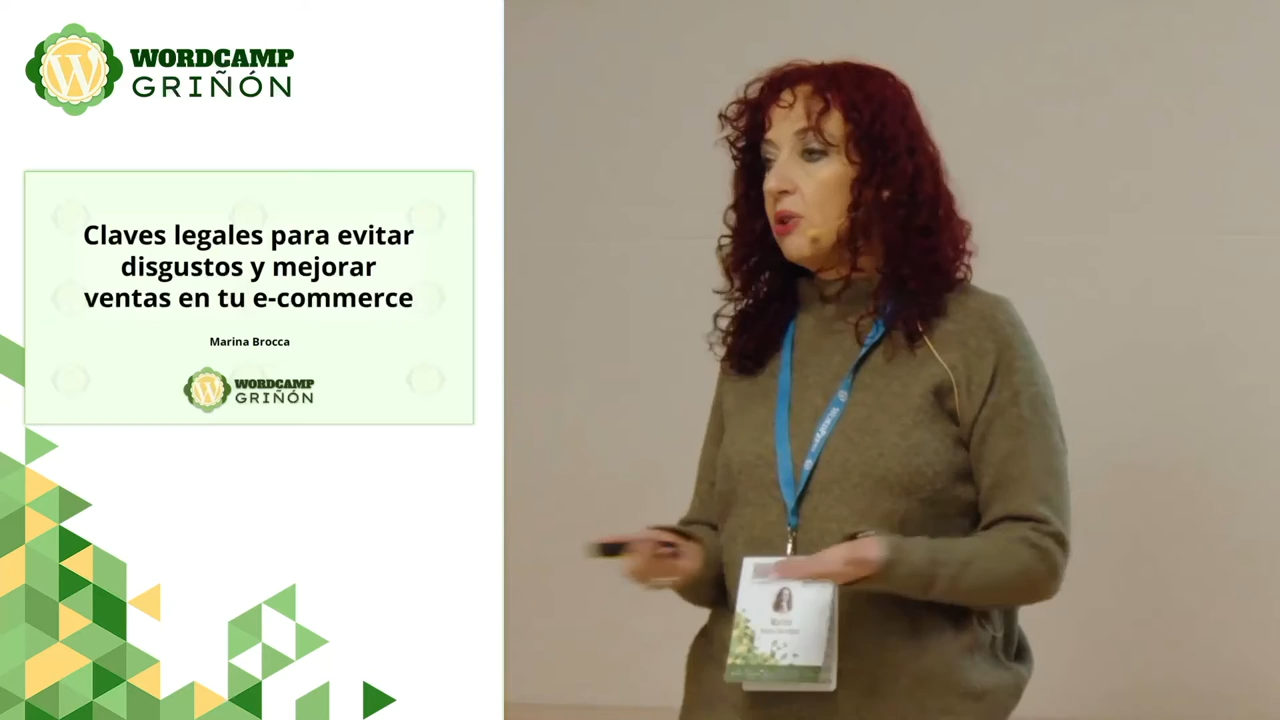 WORDCAMP
GRIÑÓN
Claves legales para evitar
disgustos y mejorar
ventas en tu e-commerce
Marina Brocca
WORDCAMP
GRIÑÓN